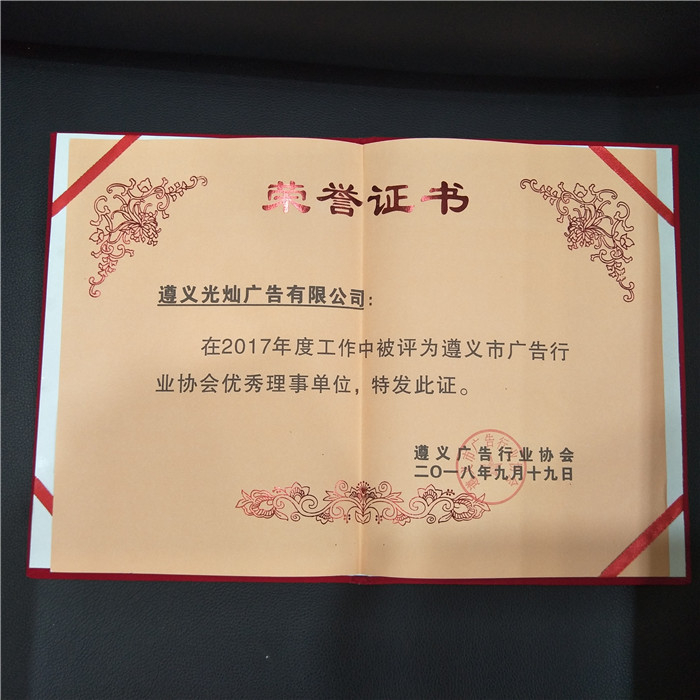 荣誉证书
遵义光灿广告有限公司：
在2017年度工作中被评为遵义市广告行
业协会优秀理事单位，特发此证。
遵义广告行业协会
二〇一八年九月十九日